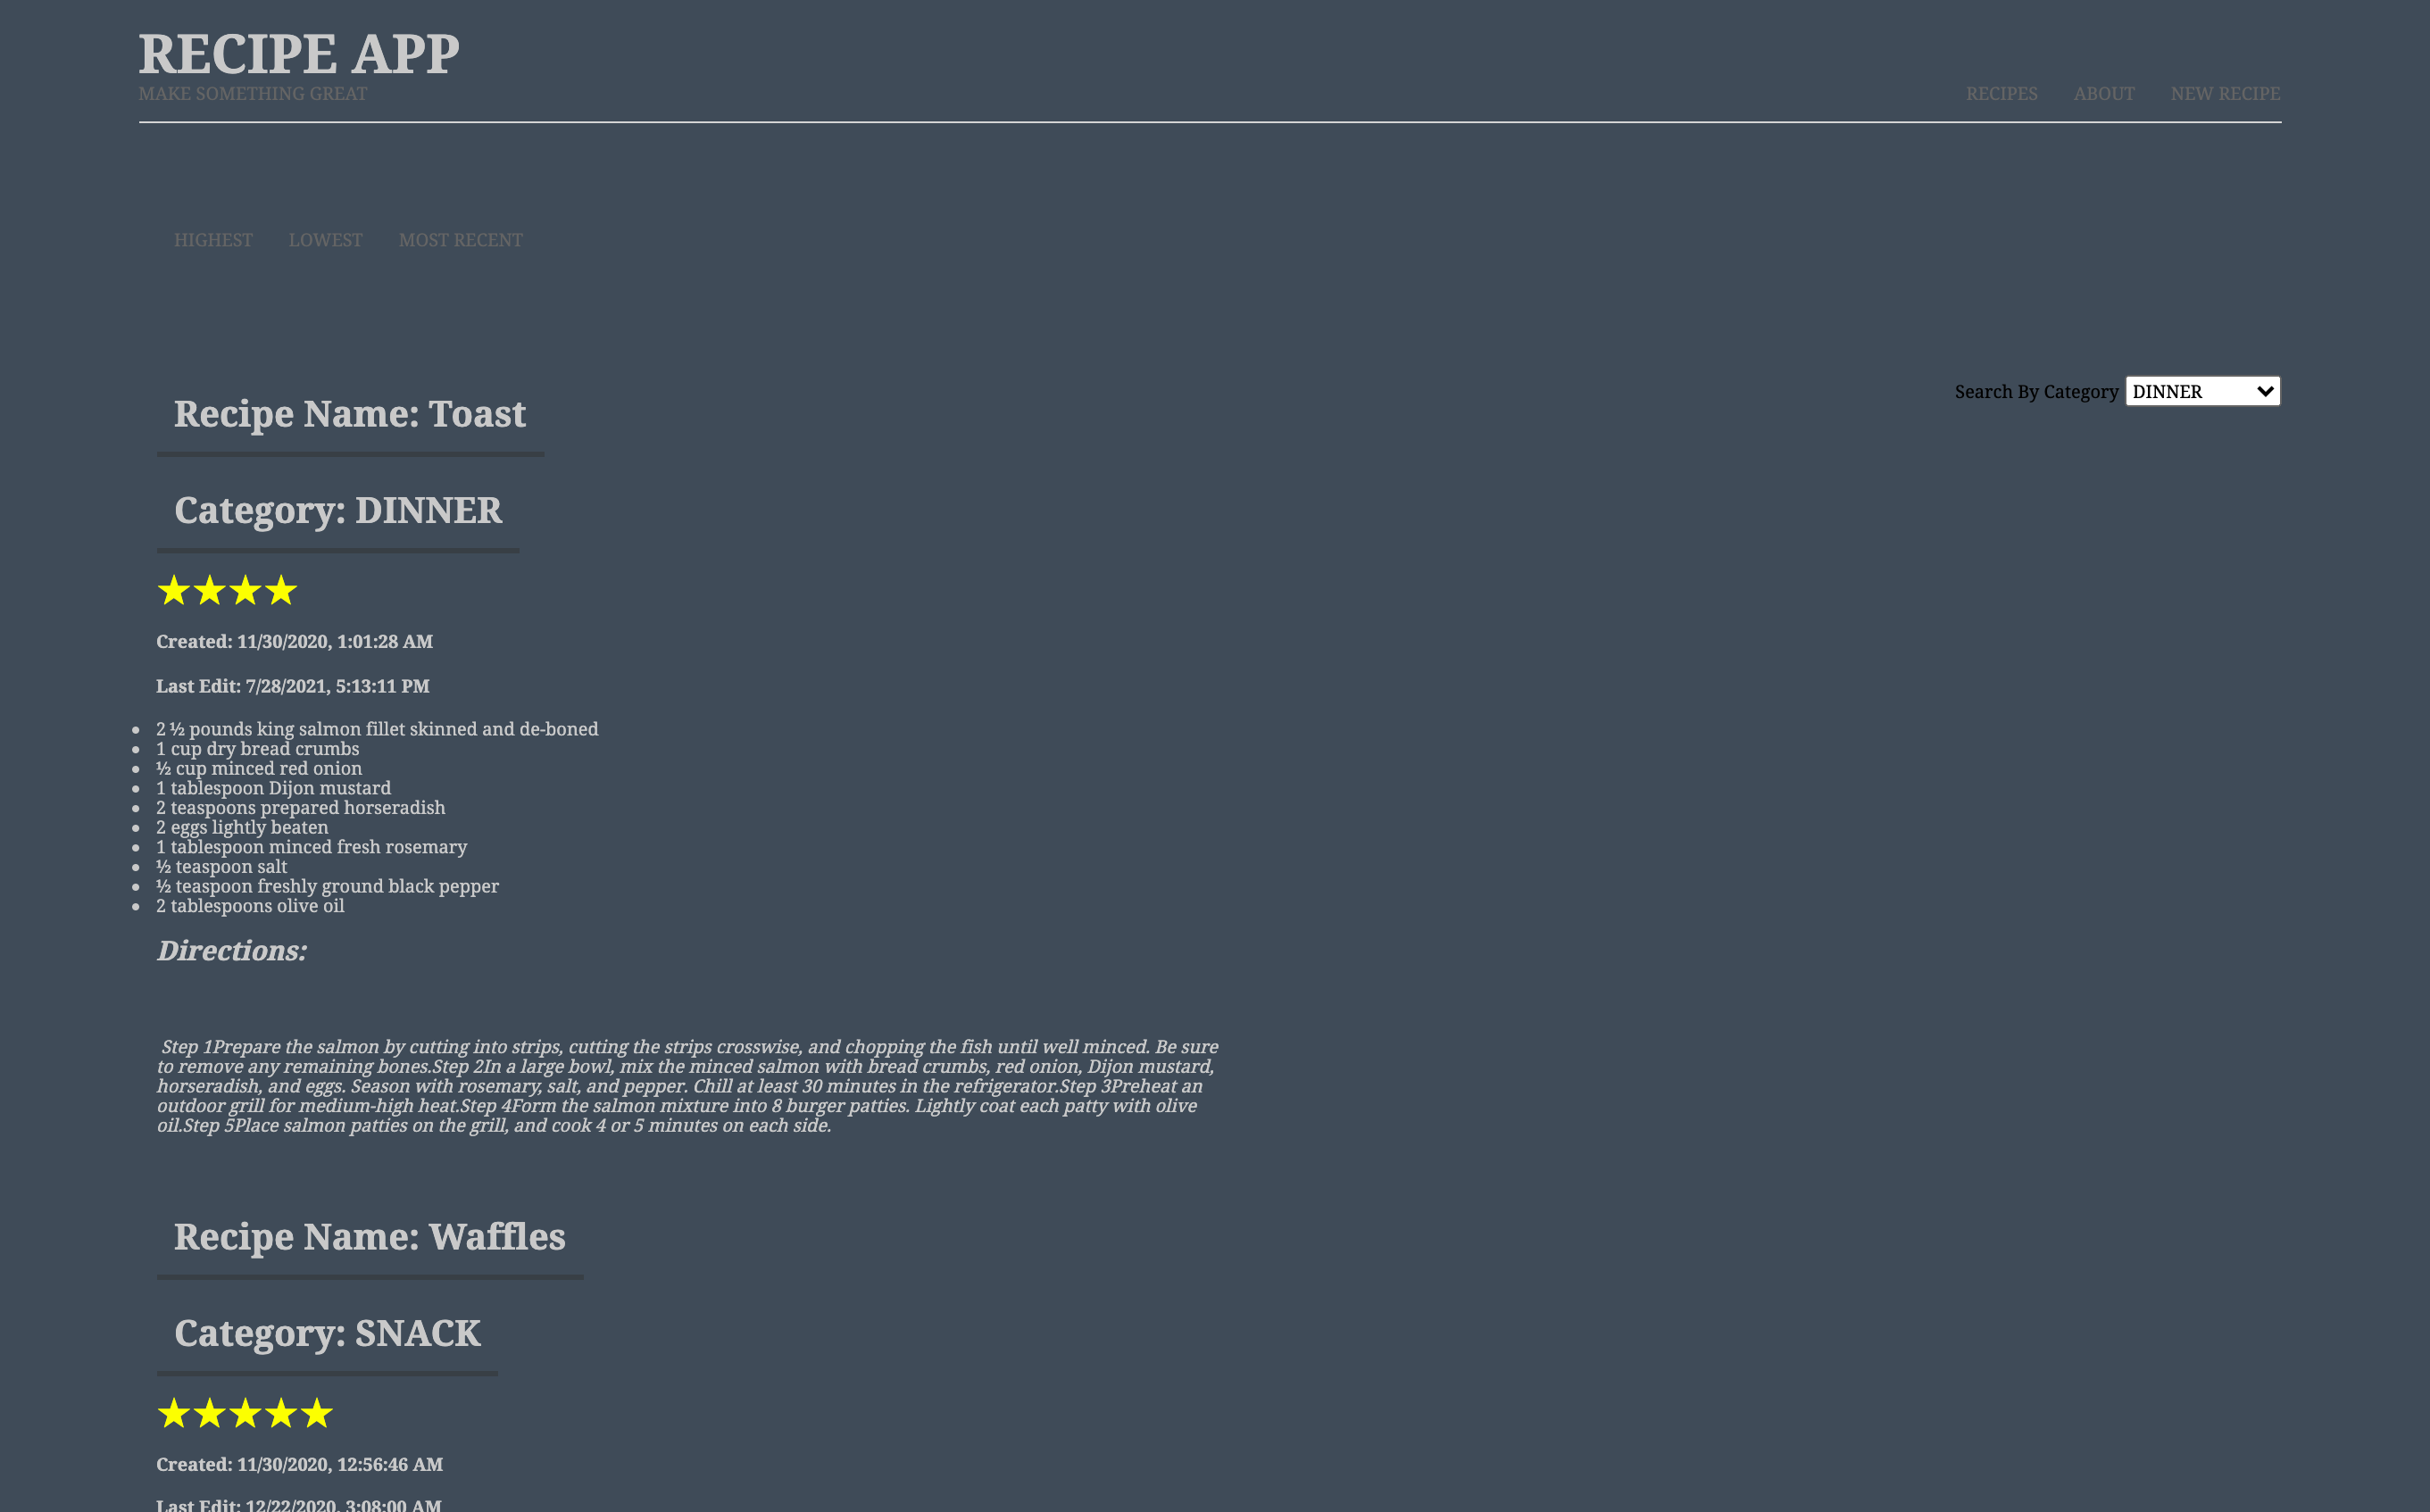 RECIPE APP
MAKE SOMETHING GREAT
RECIPES ABOUT NEW RECIPE
HIGHEST LOWEST MOST RECENT
Search By Category DINNER
Recipe Name: Toast
Category: DINNER
★★★★
Created: 11/30/2020, 1:01:28 AM
Last Edit: 7/28/2021, 5:13:11 PM
• 2 ½ pounds king salmon fillet skinned and de-boned
• 1 cup dry bread crumbs
• ½ cup minced red onion
• 1 tablespoon Dijon mustard
• 2 teaspoons prepared horseradish
• 2 eggs lightly beaten
• 1 tablespoon minced fresh rosemary
• ½ teaspoon salt
• ½ teaspoon freshly ground black pepper
• 2 tablespoons olive oil
Directions:
Step 1Prepare the salmon by cutting into strips, cutting the strips crosswise, and chopping the fish until well minced. Be sure
to remove any remaining bones.Step 2In a large bowl, mix the minced salmon with bread crumbs, red onion, Dijon mustard,
horseradish, and eggs. Season with rosemary, salt, and pepper. Chill at least 30 minutes in the refrigerator.Step 3Preheat an
outdoor grill for medium-high heat.Step 4Form the salmon mixture into 8 burger patties. Lightly coat each patty with olive
oil.Step 5Place salmon patties on the grill, and cook 4 or 5 minutes on each side.
Recipe Name: Waffles
Category: SNACK
★★★★★
Created: 11/30/2020, 12:56:46 AM
Last Edit: 12/22/2020, 3:08:00 AM